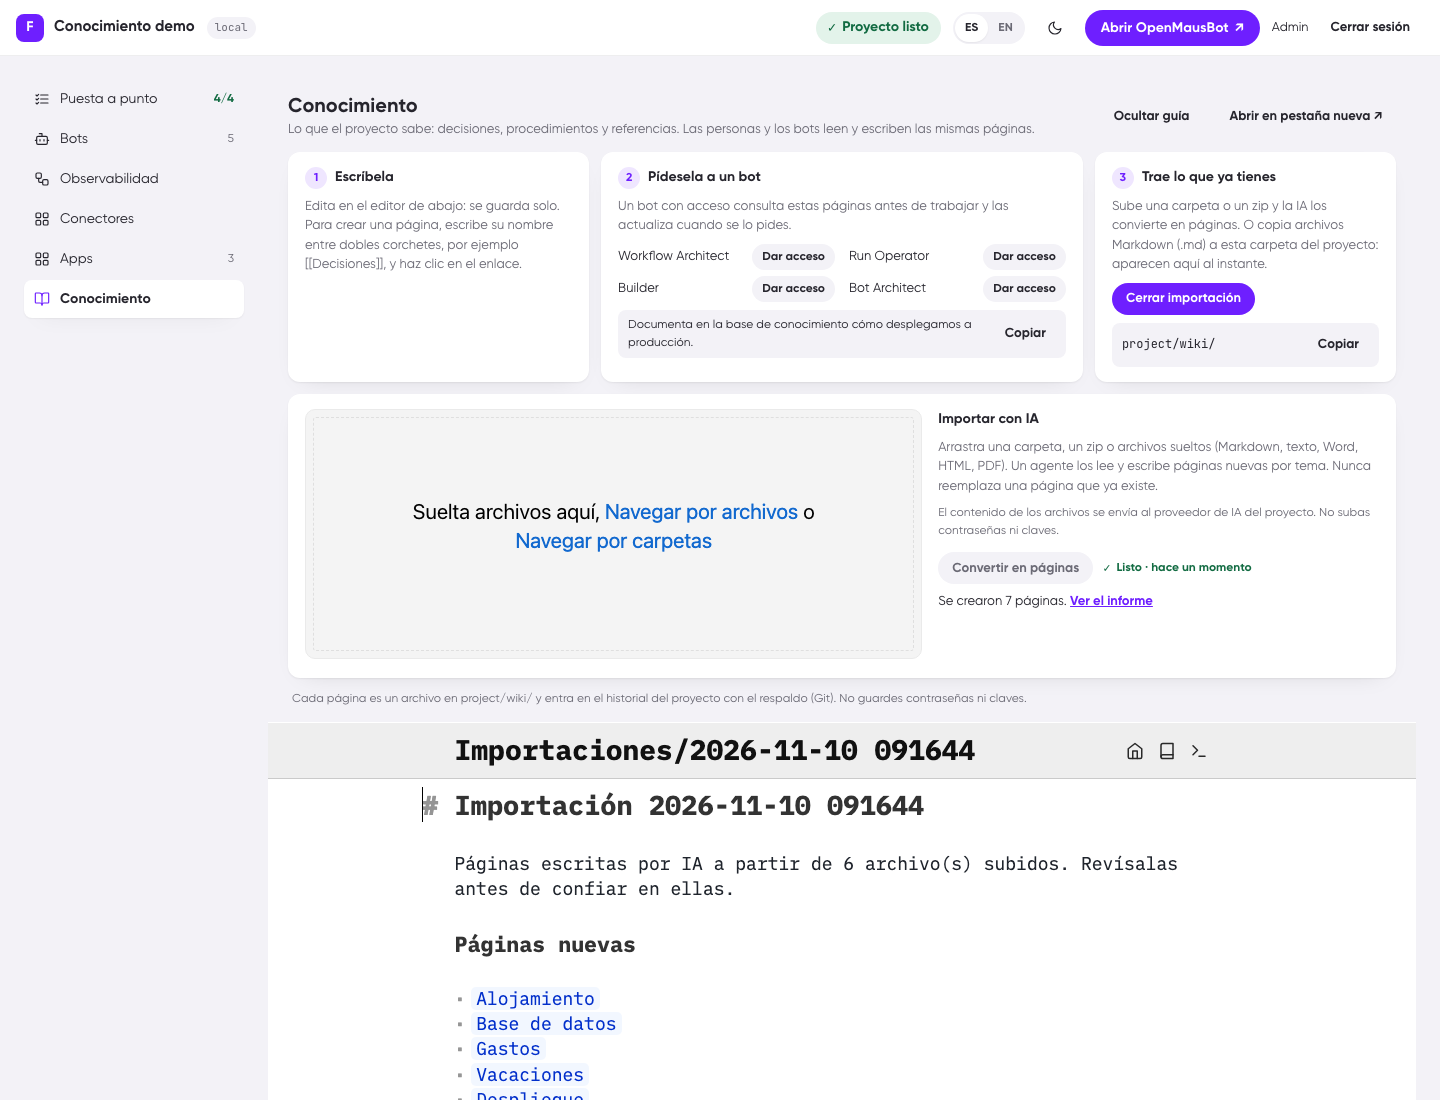 F Conocimiento demo local
✓ Proyecto listo ES EN Abrir OpenMausBot ↗ Admin Cerrar sesión
Puesta a punto 4/4
Bots 5
Observabilidad
Conectores
Apps 3
Conocimiento
Conocimiento
Lo que el proyecto sabe: decisiones, procedimientos y referencias. Las personas y los bots leen y escriben las mismas páginas.
Ocultar guía Abrir en pestaña nueva ↗
1 Escríbela
Edita en el editor de abajo: se guarda solo.
Para crear una página, escribe su nombre
entre dobles corchetes, por ejemplo
[[Decisiones]], y haz clic en el enlace.
2 Pídesela a un bot
Un bot con acceso consulta estas páginas antes de trabajar y las
actualiza cuando se lo pides.
Workflow Architect Dar acceso Run Operator Dar acceso
Builder Dar acceso Bot Architect Dar acceso
Documenta en la base de conocimiento cómo desplegamos a
producción.
Copiar
3 Trae lo que ya tienes
Sube una carpeta o un zip y la IA los
convierte en páginas. O copia archivos
Markdown (.md) a esta carpeta del proyecto:
aparecen aquí al instante.
Cerrar importación
project/wiki/ Copiar
Suelta archivos aquí, Navegar por archivos o
Navegar por carpetas
Importar con IA
Arrastra una carpeta, un zip o archivos sueltos (Markdown, texto, Word,
HTML, PDF). Un agente los lee y escribe páginas nuevas por tema. Nunca
reemplaza una página que ya existe.
El contenido de los archivos se envía al proveedor de IA del proyecto. No subas
contraseñas ni claves.
Convertir en páginas ✓ Listo · hace un momento
Se crearon 7 páginas. Ver el informe
Cada página es un archivo en project/wiki/ y entra en el historial del proyecto con el respaldo (Git). No guardes contraseñas ni claves.
Importaciones/2026-11-10 091644
# Importación 2026-11-10 091644
Páginas escritas por IA a partir de 6 archivo(s) subidos. Revísalas
antes de confiar en ellas.
Páginas nuevas
• Alojamiento
• Base de datos
• Gastos
• Vacaciones
• Despliegue